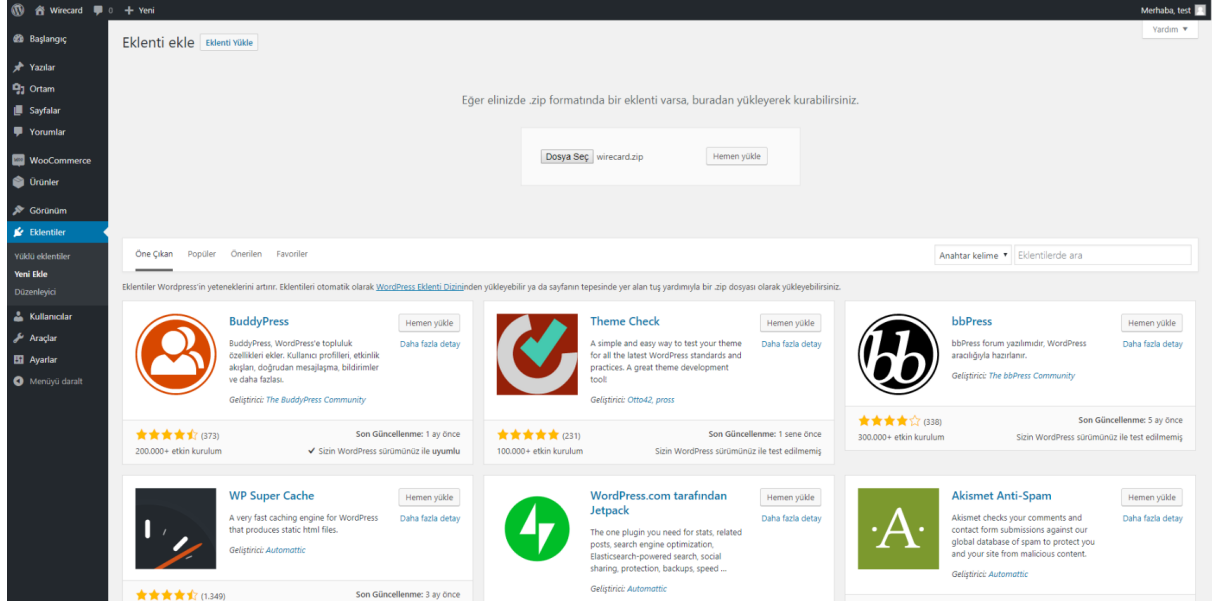 Wirecard 0 + Yeni Merhaba, test
Yardım ▼
Başlangıç
Yazılar
Ortam
Sayfalar
Yorumlar
WooCommerce
Ürünler
Görünüm
Eklentiler
Yüklü eklentiler
Yeni Ekle
Düzenleyici
Kullanıcılar
Araçlar
Ayarlar
Menüyü daralt
Eklenti ekle Eklenti Yükle
Eğer elinizde .zip formatında bir eklenti varsa, buradan yükleyerek kurabilirsiniz.
Dosya Seç wirecard.zip Hemen yükle
Öne Çıkan Popüler Önerilen Favoriler Anahtar kelime ▼ Eklentilerde ara
Eklentiler Wordpress'in yeteneklerini artırır. Eklentileri otomatik olarak WordPress Eklenti Dizininden yükleyebilir ya da sayfanın tepesinde yer alan tuş yardımıyla bir .zip dosyası olarak yükleyebilirsiniz.
BuddyPress
Hemen yükle
Daha fazla detay
BuddyPress, WordPress'e topluluk
özellikleri ekler. Kullanıcı profilleri, etkinlik
akışları, doğrudan mesajlaşma, bildirimler
ve daha fazlası.
Geliştirici: The BuddyPress Community
(373)
200.000+ etkin kurulum
Son Güncellenme: 1 ay önce
✔ Sizin WordPress sürümünüz ile uyumlu
Theme Check
Hemen yükle
Daha fazla detay
A simple and easy way to test your theme
for all the latest WordPress standards and
practices. A great theme development
tool!
Geliştirici: Otto42, pross
(231)
100.000+ etkin kurulum
Son Güncellenme: 1 sene önce
Sizin WordPress sürümünüz ile test edilmemiş
bb
bbPress
Hemen yükle
Daha fazla detay
bbPress forum yazılımıdır, WordPress
aracılığıyla hazırlanır.
Geliştirici: The bbPress Community
(338)
300.000+ etkin kurulum
Son Güncellenme: 5 ay önce
Sizin WordPress sürümünüz ile test edilmemiş
WP Super Cache
Hemen yükle
Daha fazla detay
A very fast caching engine for WordPress
that produces static html files.
Geliştirici: Automattic
(1.349)
Son Güncellenme: 3 ay önce
WordPress.com tarafından
Jetpack
Hemen yükle
Daha fazla detay
The one plugin you need for stats, related
posts, search engine optimization,
Elasticsearch-powered search, social
sharing, protection, backups, speed ...
Geliştirici: Automattic
·A·
Akismet Anti-Spam
Hemen yükle
Daha fazla detay
Akismet checks your comments and
contact form submissions against our
global database of spam to protect you
and your site from malicious content.
Geliştirici: Automattic